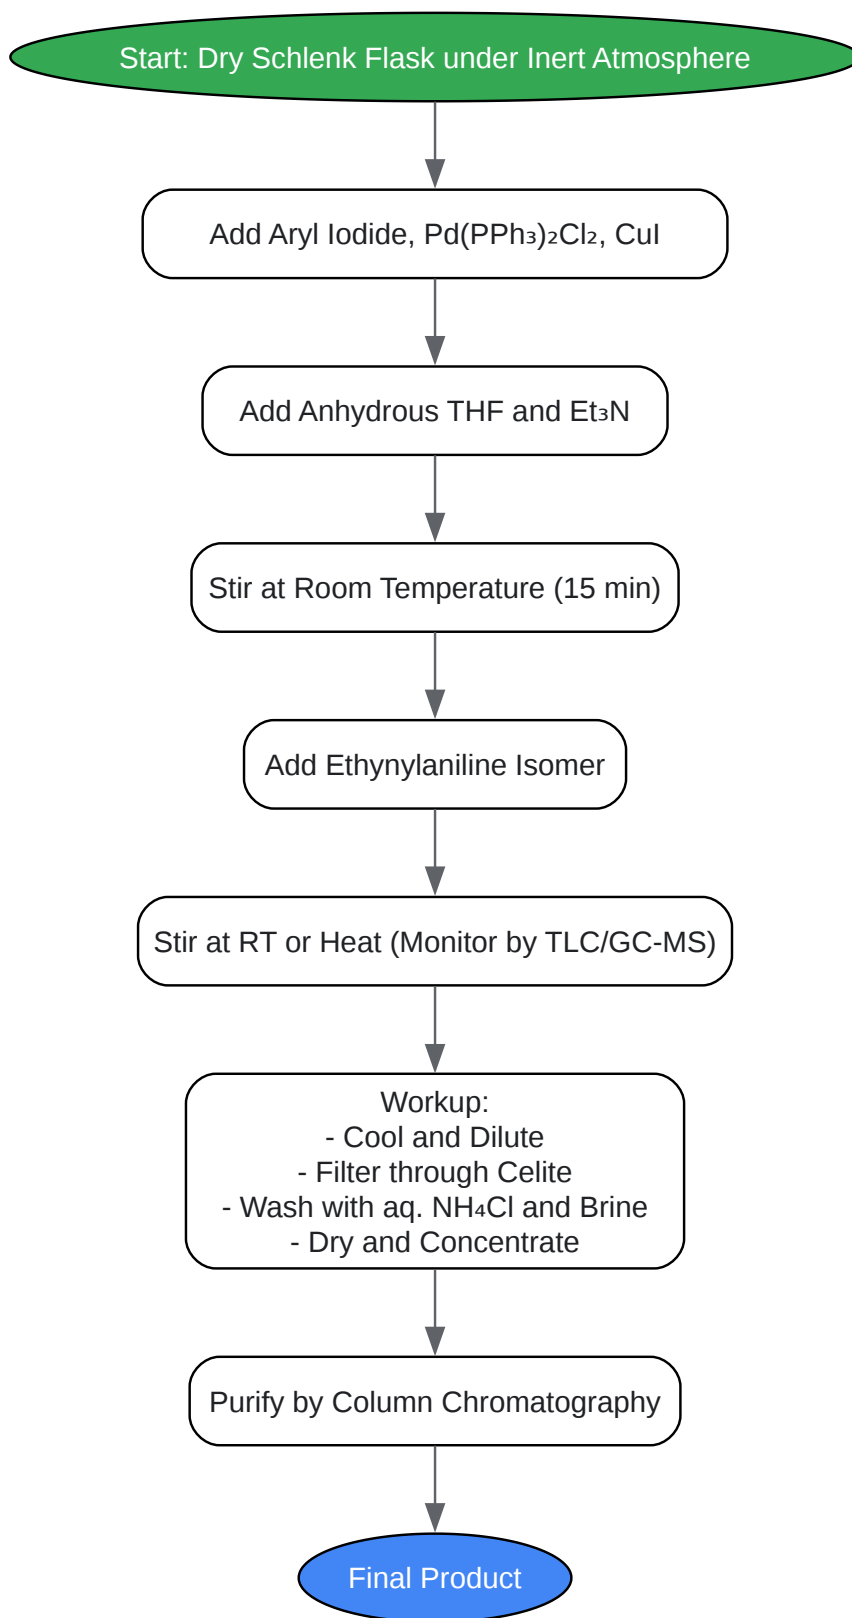 Start: Dry Schlenk Flask under Inert Atmosphere
Add Aryl Iodide, Pd(PPh₃)₂Cl₂, CuI
Add Anhydrous THF and Et₃N
Stir at Room Temperature (15 min)
Add Ethynylaniline Isomer
Stir at RT or Heat (Monitor by TLC/GC-MS)
Workup:
- Cool and Dilute
- Filter through Celite
- Wash with aq. NH₄Cl and Brine
- Dry and Concentrate
Purify by Column Chromatography
Final Product